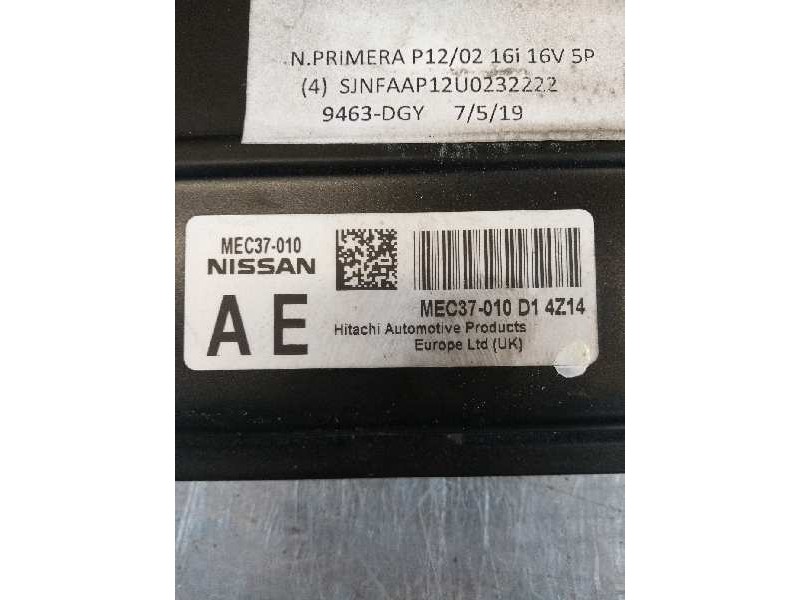 N.PRIMERA P12/02 16i 16V 5P
(4) SJNFAAP12U0232222
9463-DGY 7/5/19
MEC37-010
NISSAN
A E
MEC37-010 D1 4Z14
Hitachi Automotive Products
Europe Ltd (UK)